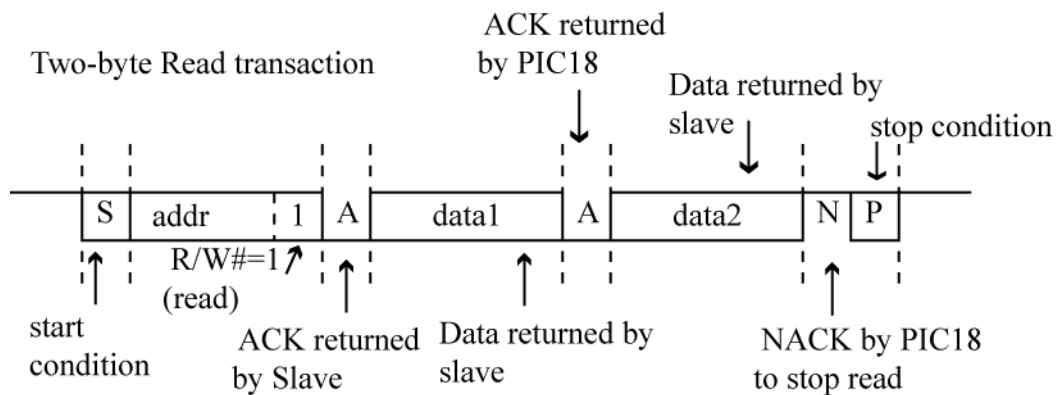 ACK returned
by PIC18
Two-byte Read transaction
Data returned by
slave
stop condition
S addr 1 A data1 A data2 N P
R/W#=1
(read)
start
condition
ACK returned
by Slave
Data returned by
slave
NACK by PIC18
to stop read